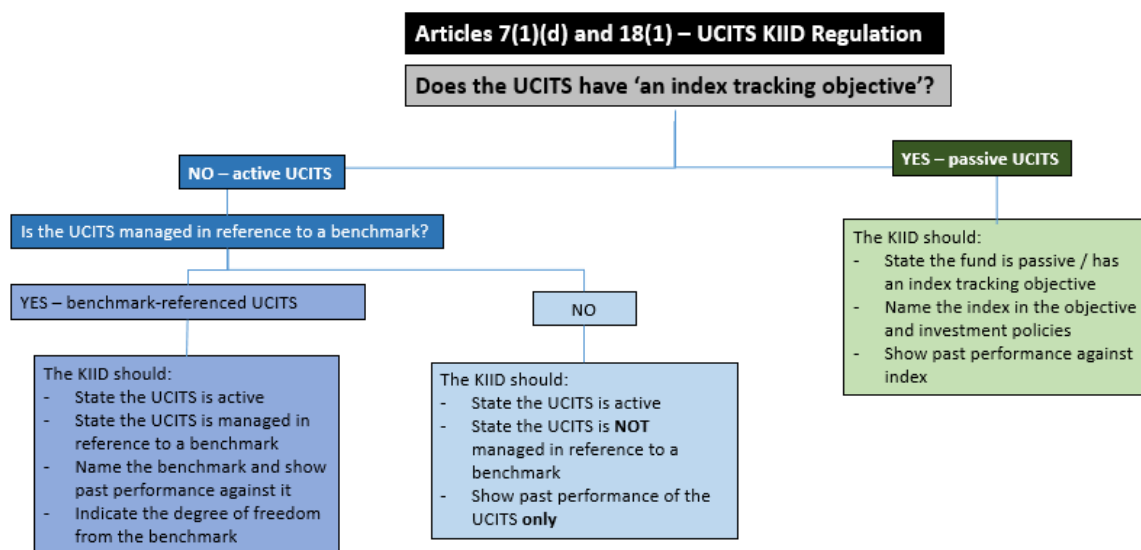 Articles 7(1)(d) and 18(1) – UCITS KIID Regulation
Does the UCITS have ‘an index tracking objective’?
NO – active UCITS
YES – passive UCITS
Is the UCITS managed in reference to a benchmark?
YES – benchmark-referenced UCITS
NO
The KIID should:
- State the UCITS is active
- State the UCITS is managed in
reference to a benchmark
- Name the benchmark and show
past performance against it
- Indicate the degree of freedom
from the benchmark
The KIID should:
- State the UCITS is active
- State the UCITS is NOT
managed in reference to a
benchmark
- Show past performance of the
UCITS only
The KIID should:
- State the fund is passive / has
an index tracking objective
- Name the index in the objective
and investment policies
- Show past performance against
index